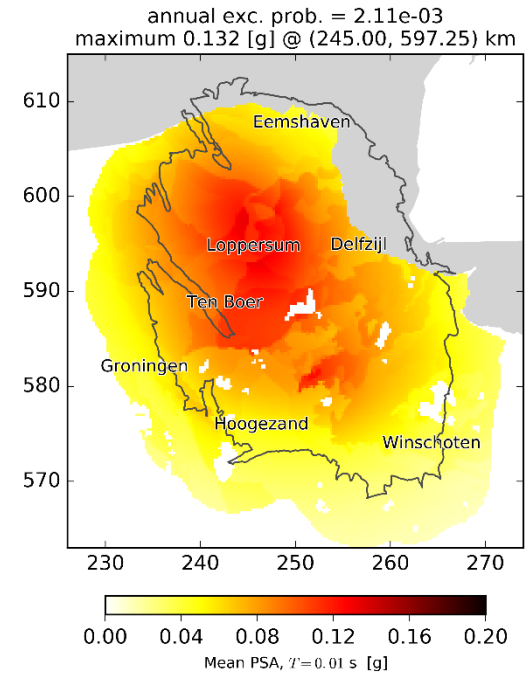 annual exc. prob. = 2.11e-03
maximum 0.132 [g] @ (245.00, 597.25) km
610
Eemshaven
600
Loppersum Delfzijl
590
Ten Boer
Groningen
580
Hoogezand
Winschoten
570
230 240 250 260 270
0.00 0.04 0.08 0.12 0.16 0.20
Mean PSA, T = 0.01 s [g]